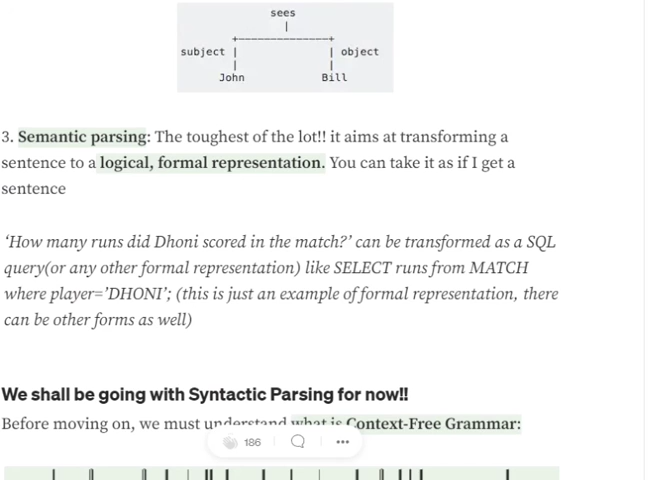 sees
subject object
John Bill
3. Semantic parsing: The toughest of the lot!! it aims at transforming a
sentence to a logical, formal representation. You can take it as if I get a
sentence
‘How many runs did Dhoni scored in the match?’ can be transformed as a SQL
query(or any other formal representation) like SELECT runs from MATCH
where player=’DHONI’; (this is just an example of formal representation, there
can be other forms as well)
We shall be going with Syntactic Parsing for now!!
Before moving on, we must understand what is Context-Free Grammar:
186